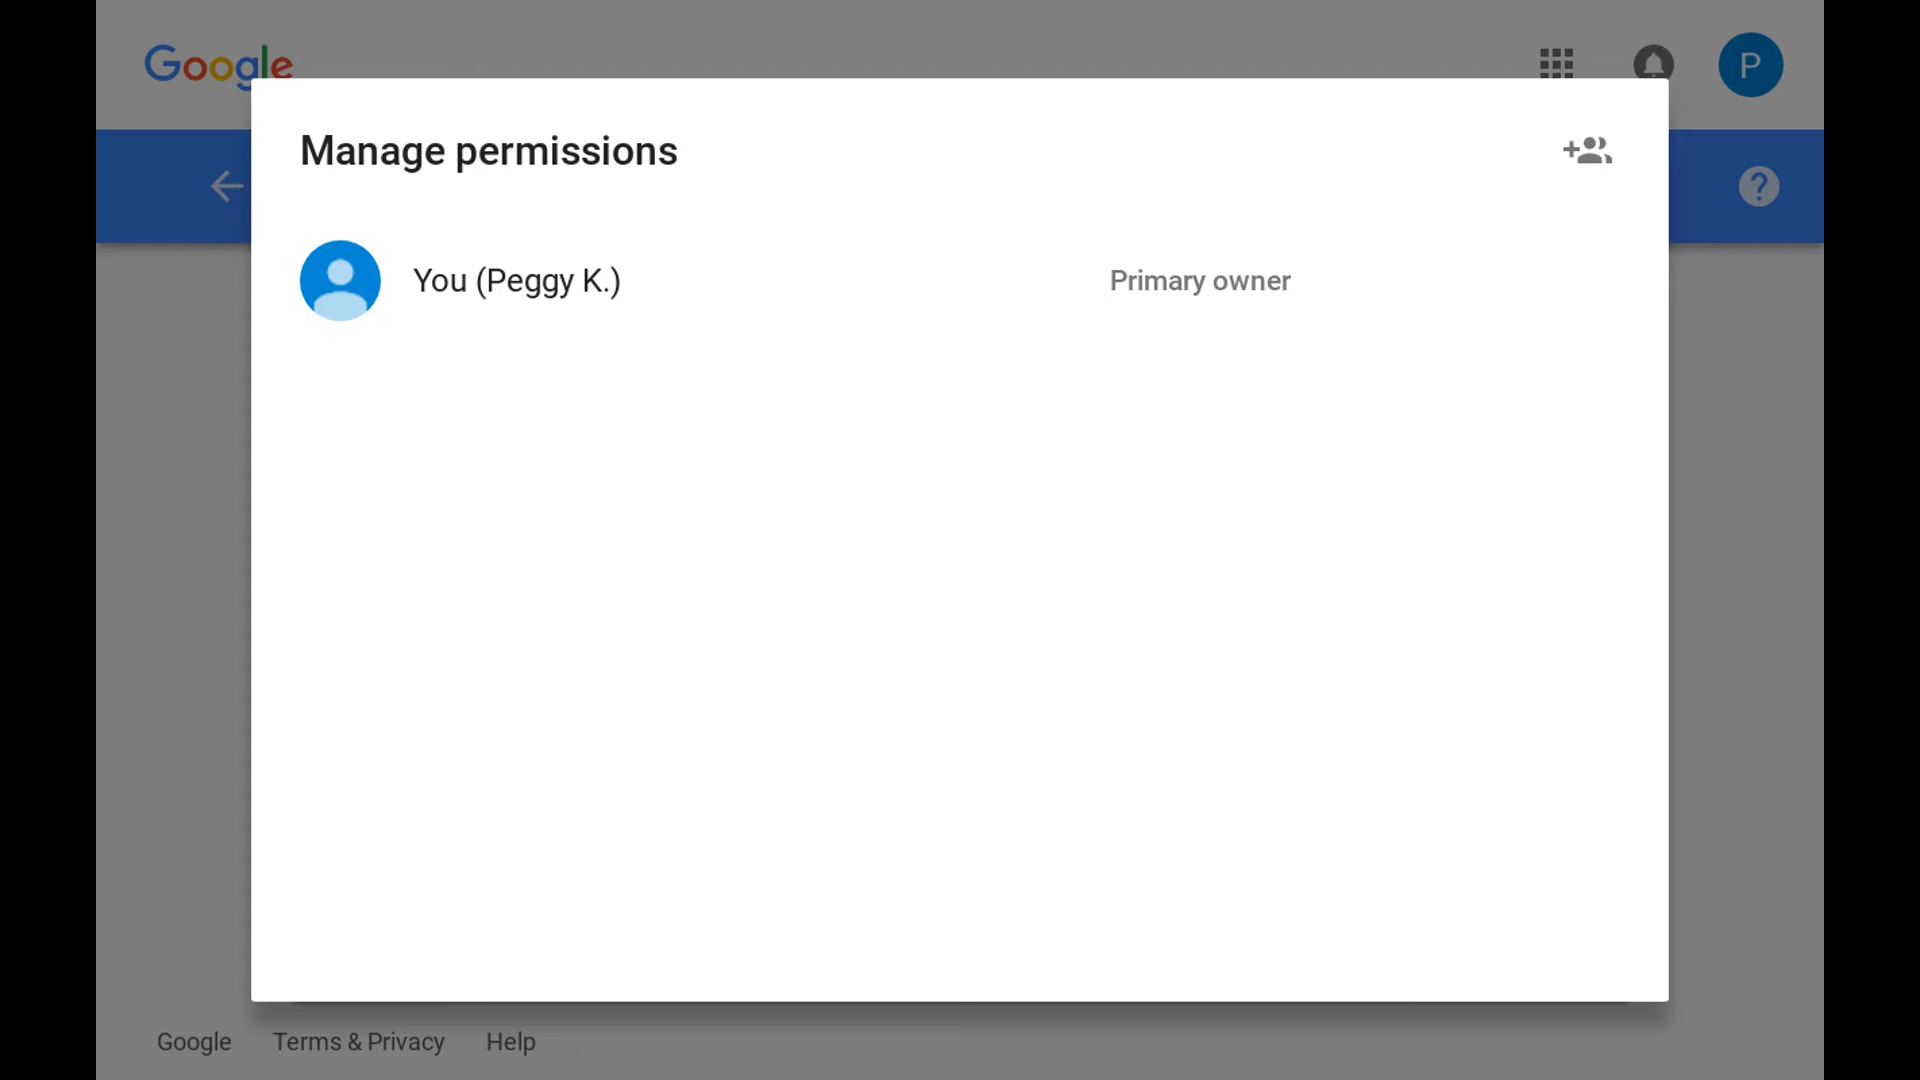 Google
P
Manage permissions
You (Peggy K.)
Primary owner
Google
Terms & Privacy
Help